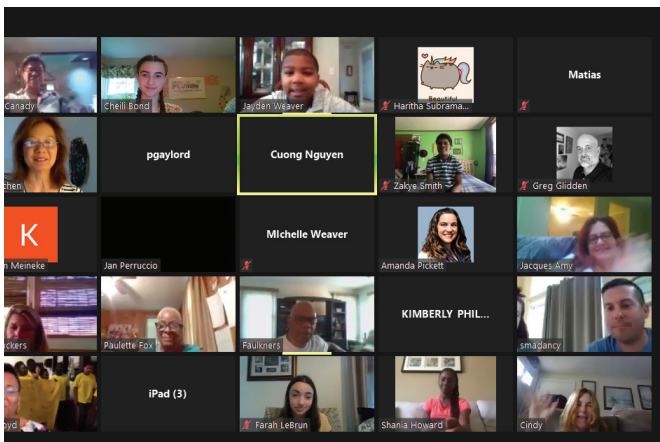 Canady
Cheili Bond
Jayden Weaver
Beautiful
Haritha Subrama...
Matias
chen
pgaylord
Cuong Nguyen
Zakye Smith
Greg Glidden
K
n Meineke
Jan Perruccio
MIchelle Weaver
Amanda Pickett
Jacques Amy
ckers
Paulette Fox
Faulkners
KIMBERLY PHIL...
smadancy
oyd
iPad (3)
Farah LeBrun
Shania Howard
Cindy